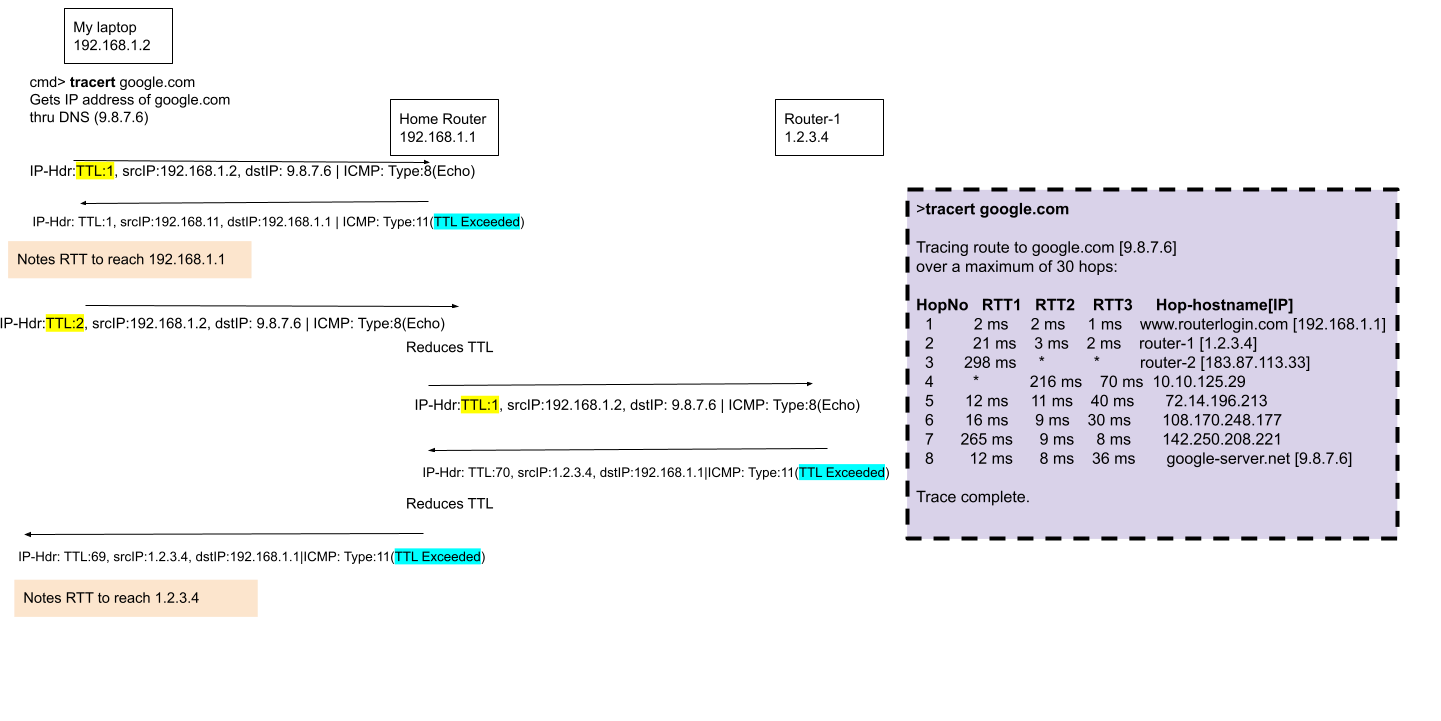 My laptop
192.168.1.2
cmd> tracert google.com
Gets IP address of google.com
thru DNS (9.8.7.6)
Home Router
192.168.1.1
Router-1
1.2.3.4
IP-Hdr:TTL:1, srcIP:192.168.1.2, dstIP: 9.8.7.6 | ICMP: Type:8(Echo)
IP-Hdr: TTL:1, srcIP:192.168.11, dstIP:192.168.1.1 | ICMP: Type:11(TTL Exceeded)
Notes RTT to reach 192.168.1.1
IP-Hdr:TTL:2, srcIP:192.168.1.2, dstIP: 9.8.7.6 | ICMP: Type:8(Echo)
Reduces TTL
IP-Hdr:TTL:1, srcIP:192.168.1.2, dstIP: 9.8.7.6 | ICMP: Type:8(Echo)
IP-Hdr: TTL:70, srcIP:1.2.3.4, dstIP:192.168.1.1|ICMP: Type:11(TTL Exceeded)
Reduces TTL
IP-Hdr: TTL:69, srcIP:1.2.3.4, dstIP:192.168.1.1|ICMP: Type:11(TTL Exceeded)
Notes RTT to reach 1.2.3.4
>tracert google.com
Tracing route to google.com [9.8.7.6]
over a maximum of 30 hops:
HopNo RTT1 RTT2 RTT3 Hop-hostname[IP]
1 2 ms 2 ms 1 ms www.routerlogin.com [192.168.1.1]
2 21 ms 3 ms 2 ms router-1 [1.2.3.4]
3 298 ms * * router-2 [183.87.113.33]
4 * 216 ms 70 ms 10.10.125.29
5 12 ms 11 ms 40 ms 72.14.196.213
6 16 ms 9 ms 30 ms 108.170.248.177
7 265 ms 9 ms 8 ms 142.250.208.221
8 12 ms 8 ms 36 ms google-server.net [9.8.7.6]
Trace complete.